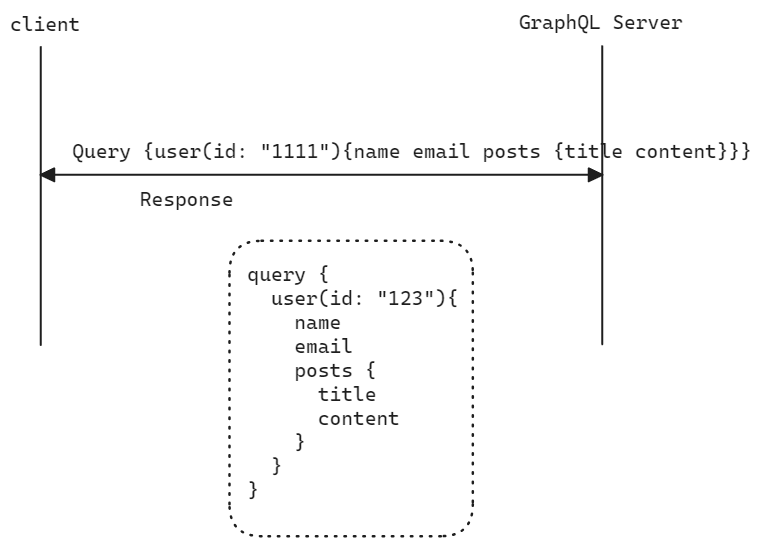 client
GraphQL Server
Query {user(id: "1111"){name email posts {title content}}}
Response
query {
  user(id: "123"){
    name
    email
    posts {
      title
      content
    }
  }
}